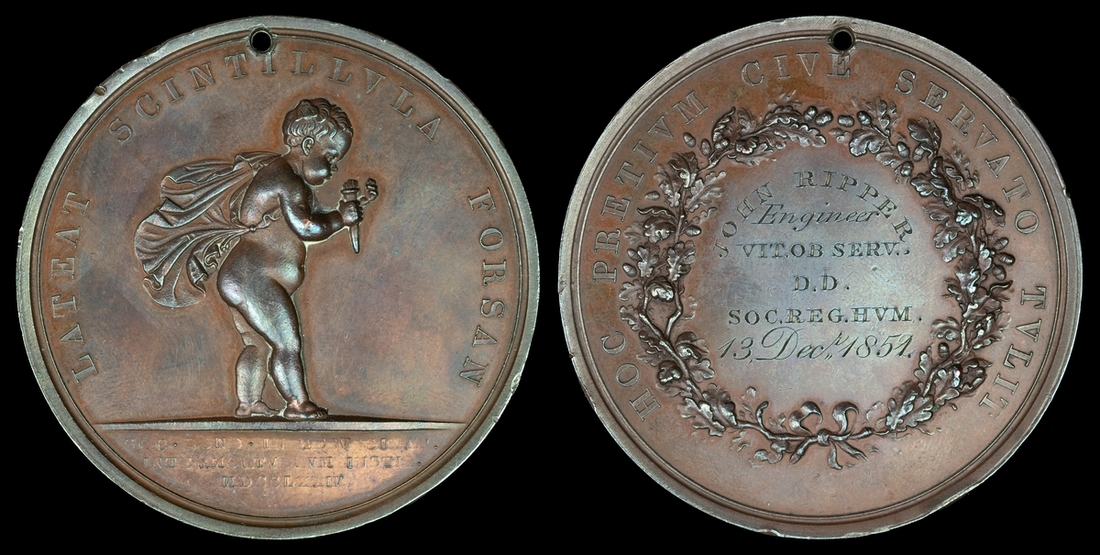 LATEAT SCINTILLVLA FORSAN
MDCCLXXIV
HOC PRETIVM CIVE SERVATO TVLIT
JOHN RIPPER
Engineer
VIT. OB SERV.
D.D.
SOC. REG. HVM.
13, Decr. 1851.